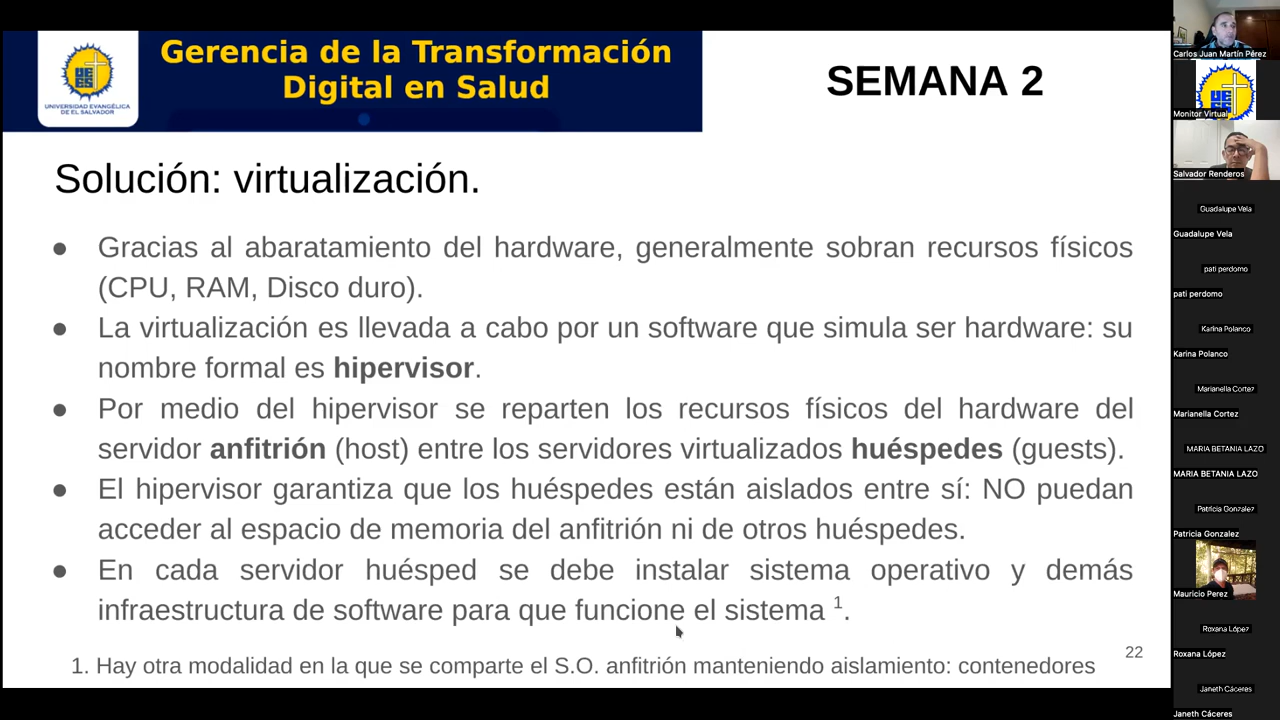 Gerencia de la Transformación
Digital en Salud
UNIVERSIDAD EVANGÉLICA
DE EL SALVADOR
SEMANA 2
Solución: virtualización.
● Gracias al abaratamiento del hardware, generalmente sobran recursos físicos
(CPU, RAM, Disco duro).
● La virtualización es llevada a cabo por un software que simula ser hardware: su
nombre formal es hipervisor.
● Por medio del hipervisor se reparten los recursos físicos del hardware del
servidor anfitrión (host) entre los servidores virtualizados huéspedes (guests).
● El hipervisor garantiza que los huéspedes están aislados entre sí: NO puedan
acceder al espacio de memoria del anfitrión ni de otros huéspedes.
● En cada servidor huésped se debe instalar sistema operativo y demás
infraestructura de software para que funcione el sistema 1.
1. Hay otra modalidad en la que se comparte el S.O. anfitrión manteniendo aislamiento: contenedores
22
Carlos Juan Martín Pérez
UEES
Monitor Virtual
Salvador Renderos
Guadalupe Vela
Guadalupe Vela
pati perdomo
pati perdomo
Karina Polanco
Karina Polanco
Marianella Cortez
Marianella Cortez
MARIA BETANIA LAZO
MARIA BETANIA LAZO
Patricia Gonzalez
Patricia Gonzalez
Mauricio Perez
Roxana López
Roxana López
Janeth Cáceres
Janeth Cáceres